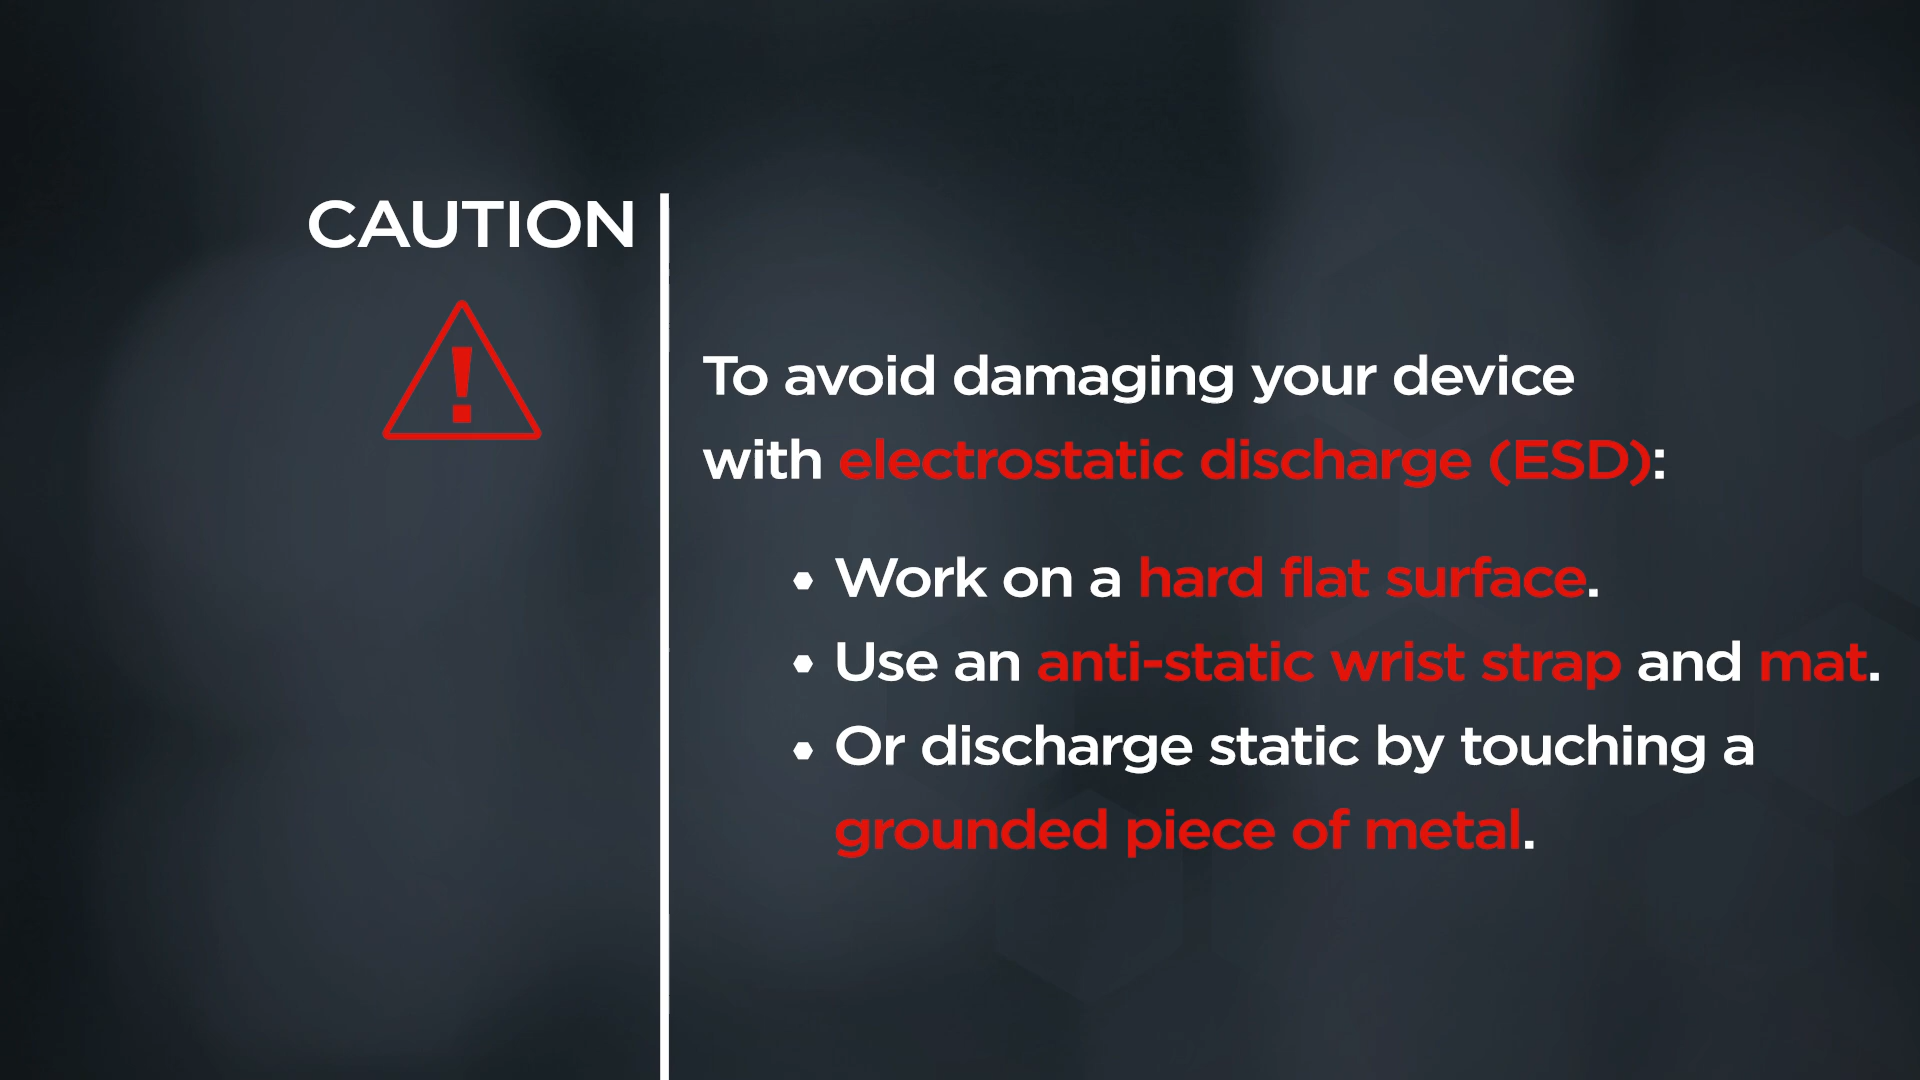 CAUTION
!
To avoid damaging your device
with electrostatic discharge (ESD):
• Work on a hard flat surface.
• Use an anti-static wrist strap and mat.
• Or discharge static by touching a
grounded piece of metal.